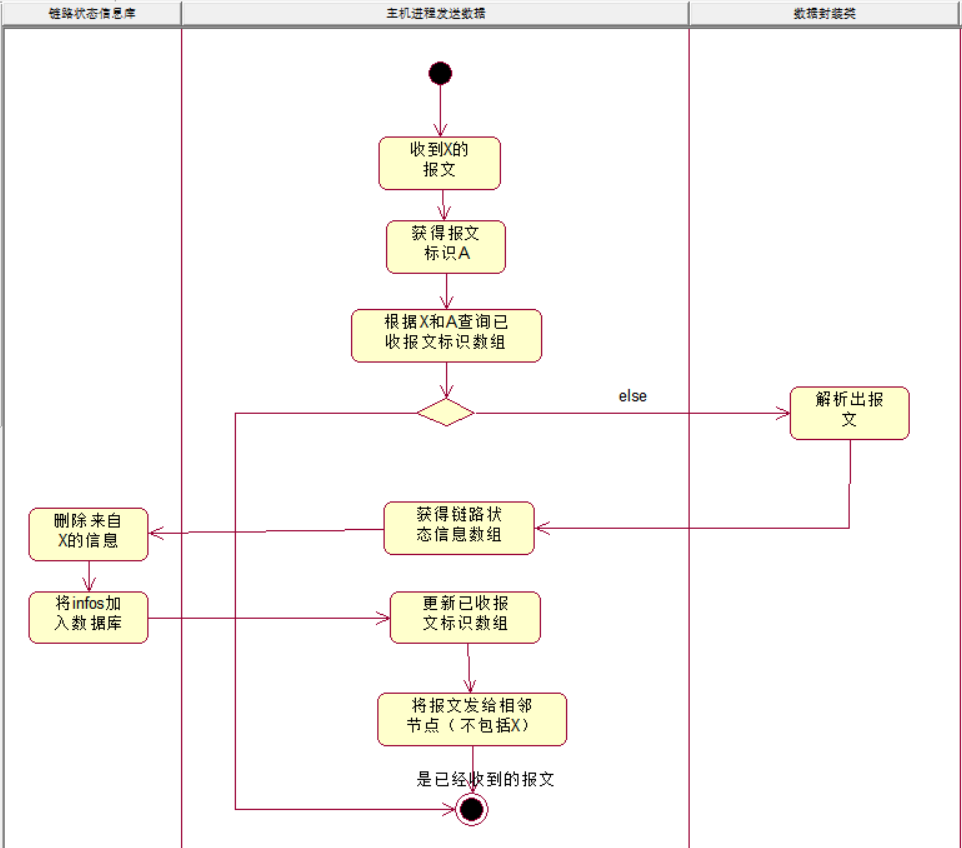 链路状态信息库
主机进程发送数据
数据封装类
收到X的
报文
获得报文
标识A
根据X和A查询已
收报文标识数组
else
解析出报
文
获得链路状
态信息数组
删除来自
X的信息
将infos加
入数据库
更新已收报
文标识数组
将报文发给相邻
节点（不包括X）
是已经收到的报文